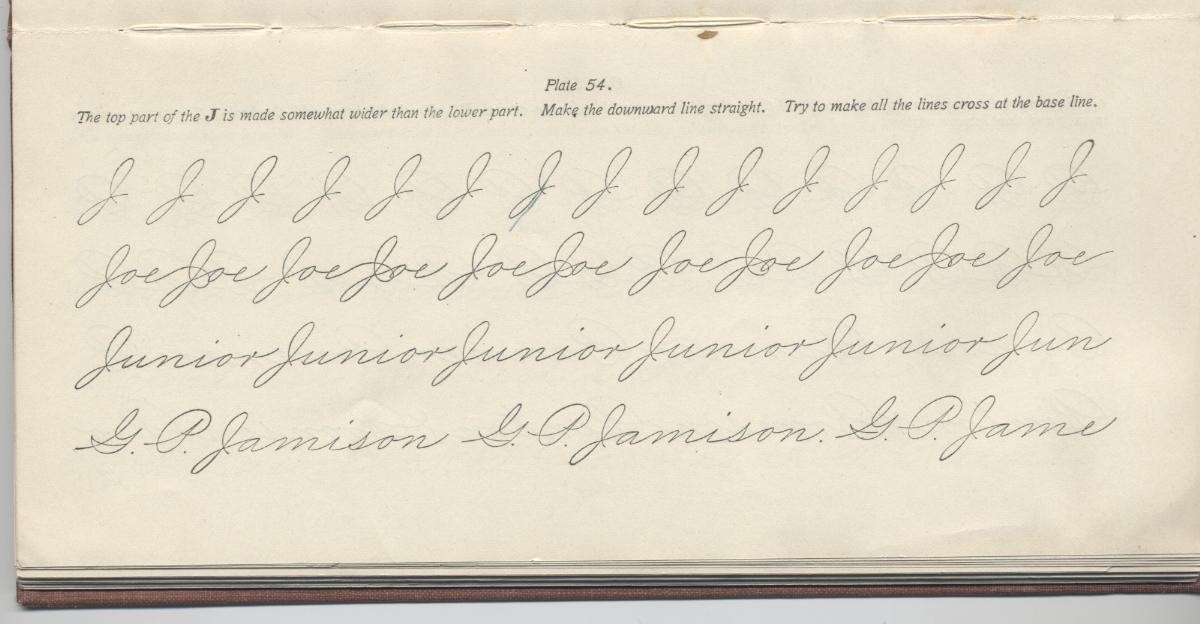 Plate 54.
The top part of the J is made somewhat wider than the lower part. Make the downward line straight. Try to make all the lines cross at the base line.
J J J J J J J J J J J J J J J
Joe Joe Joe Joe Joe Joe Joe Joe Joe Joe Joe
Junior Junior Junior Junior Junior Jun
G. P. Jamison G. P. Jamison. G. P. Jame